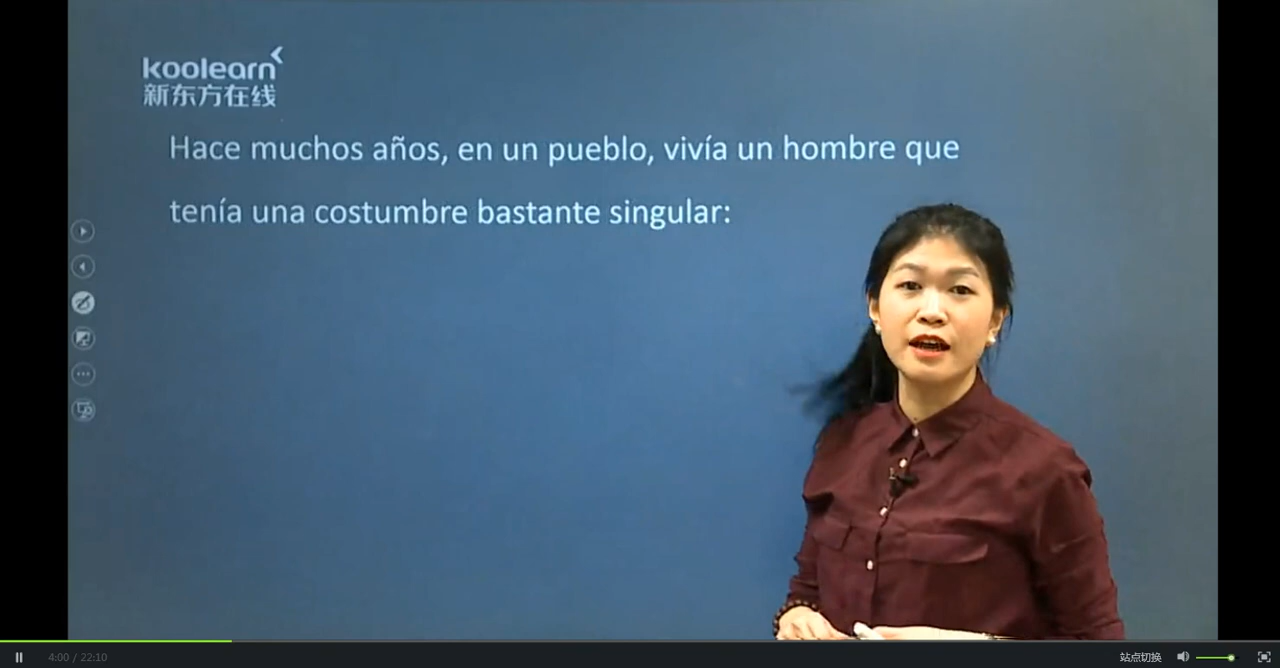 koolearn
新东方在线
Hace muchos años, en un pueblo, vivía un hombre que
tenía una costumbre bastante singular:
4:00 / 22:10
站点切换